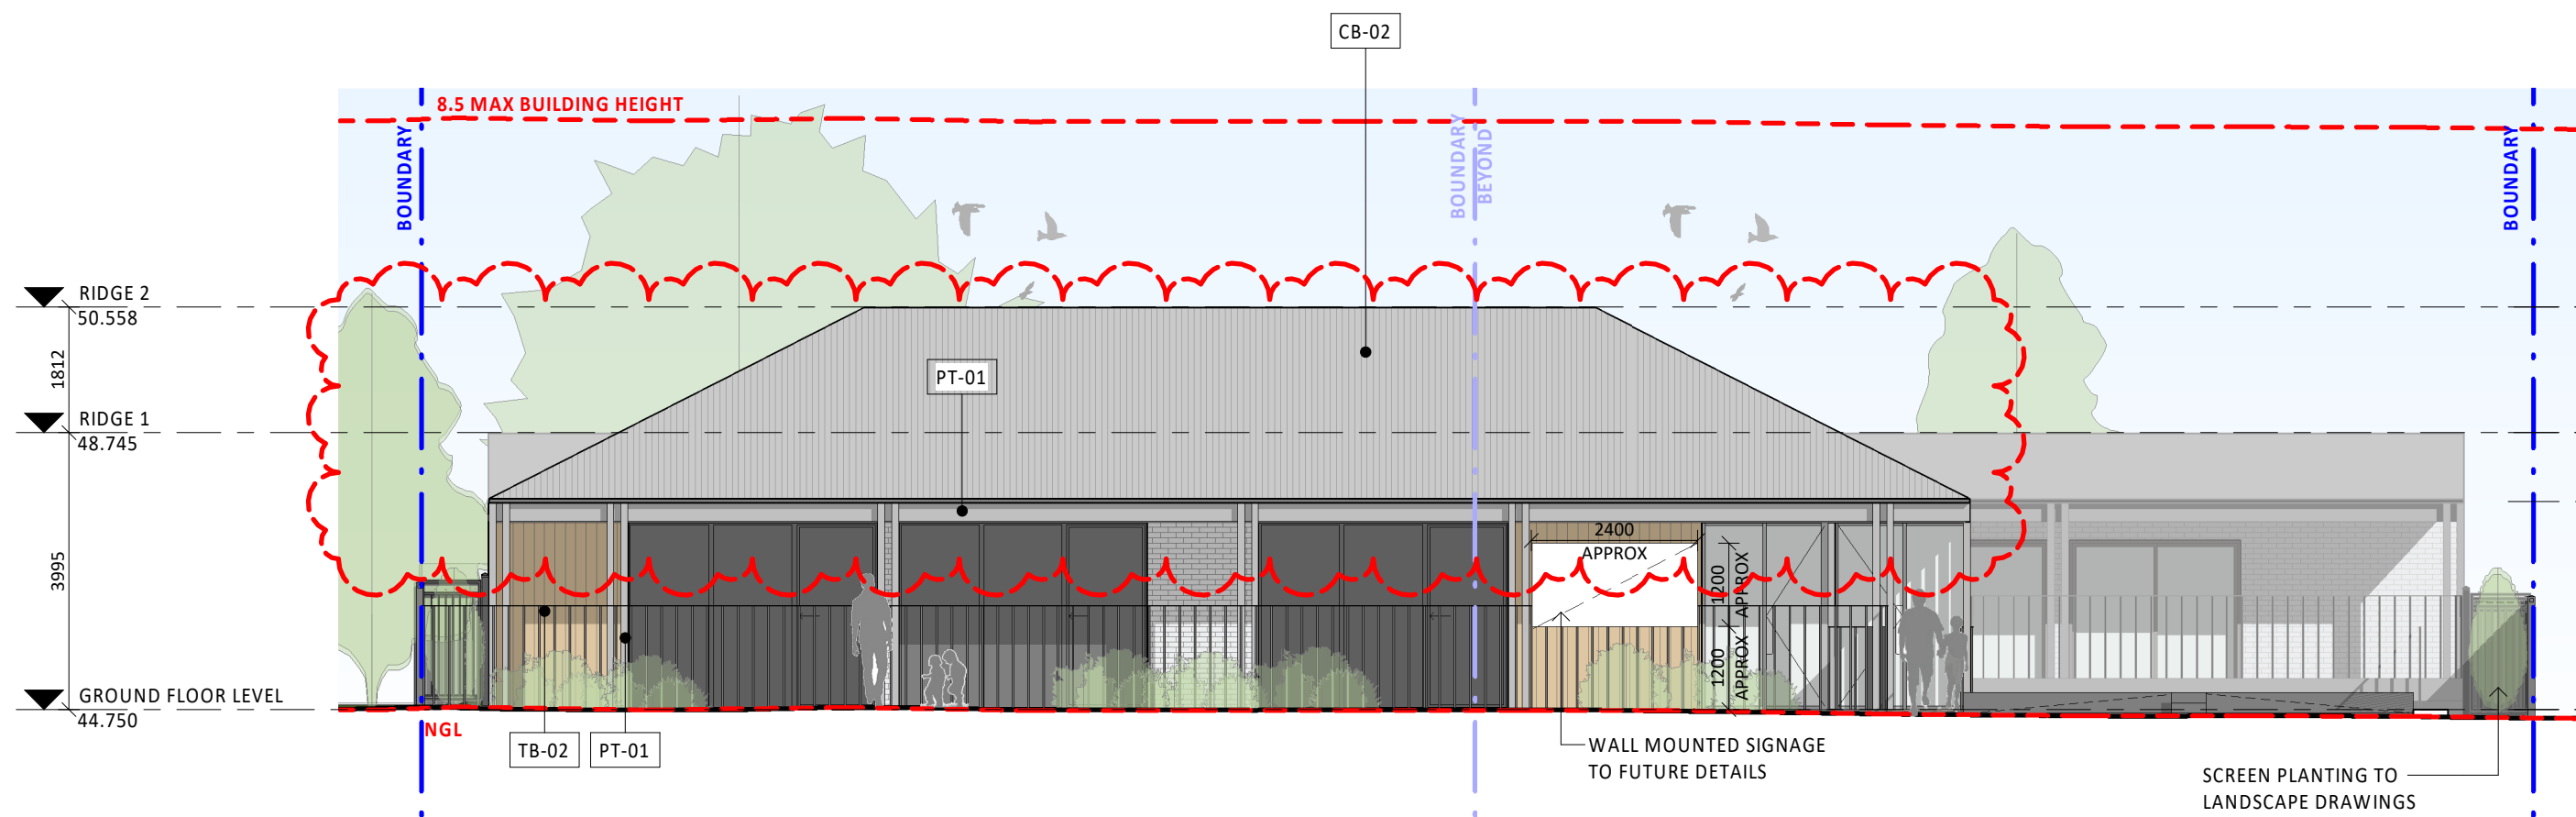 CB-02
8.5 MAX BUILDING HEIGHT
BOUNDARY
BOUNDARY
BEYOND
BOUNDARY
RIDGE 2
50.558
1812
PT-01
RIDGE 1
48.745
3995
2400
APPROX
1200
APPROX
1200
APPROX
GROUND FLOOR LEVEL
44.750
NGL
TB-02
PT-01
WALL MOUNTED SIGNAGE
TO FUTURE DETAILS
SCREEN PLANTING TO
LANDSCAPE DRAWINGS